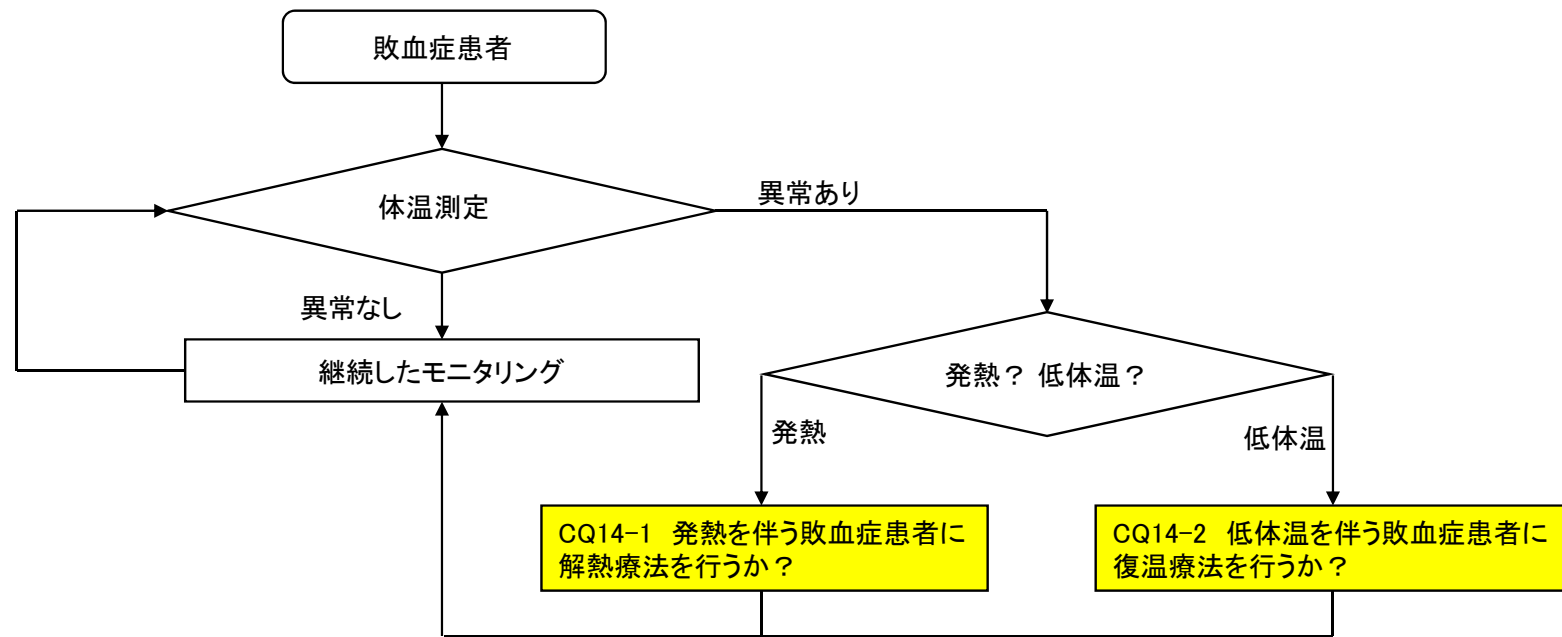 敗血症患者
体温測定
異常あり
異常なし
継続したモニタリング
発熱？ 低体温？
発熱
低体温
CQ14-1 発熱を伴う敗血症患者に
解熱療法を行うか？
CQ14-2 低体温を伴う敗血症患者に
復温療法を行うか？